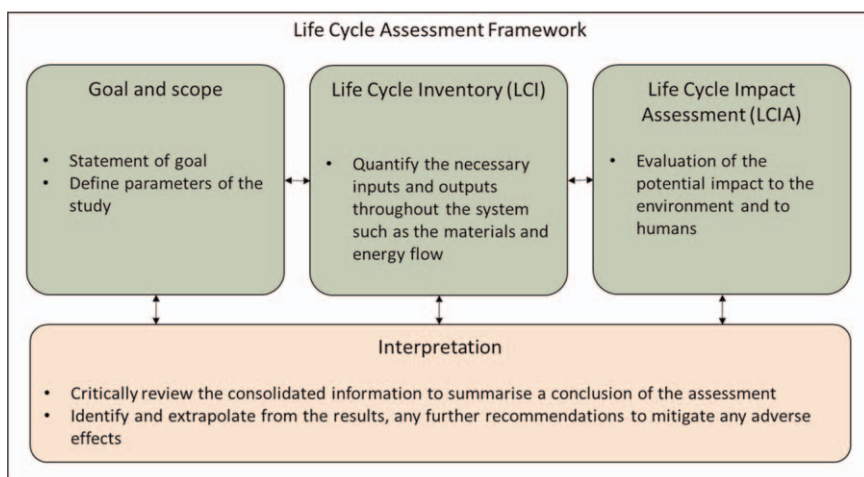 Life Cycle Assessment Framework
Goal and scope
• Statement of goal
• Define parameters of the
study
Life Cycle Inventory (LCI)
• Quantify the necessary
inputs and outputs
throughout the system
such as the materials and
energy flow
Life Cycle Impact
Assessment (LCIA)
• Evaluation of the
potential impact to the
environment and to
humans
Interpretation
• Critically review the consolidated information to summarise a conclusion of the assessment
• Identify and extrapolate from the results, any further recommendations to mitigate any adverse
effects